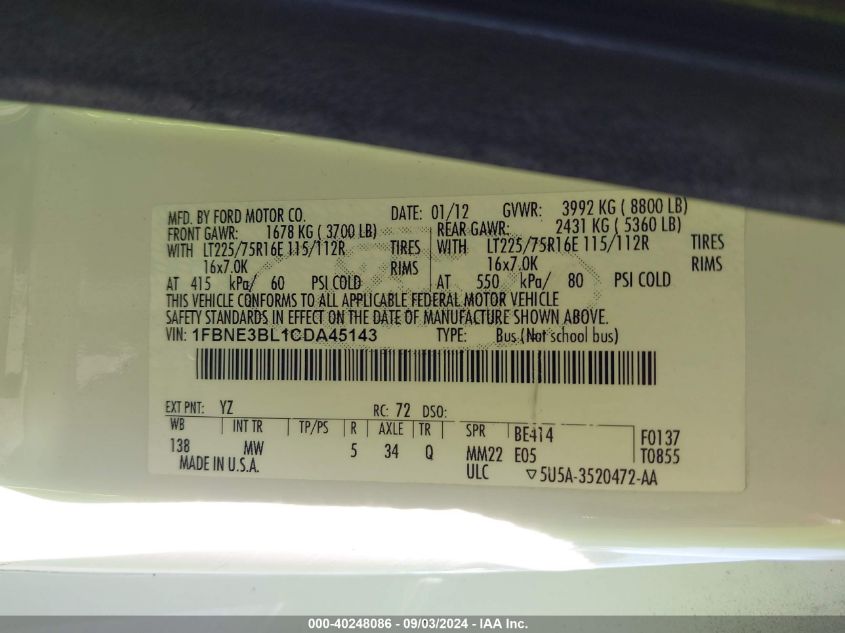 MFD. BY FORD MOTOR CO. DATE: 01/12 GVWR: 3992 KG ( 8800 LB)
FRONT GAWR: 1678 KG ( 3700 LB) REAR GAWR: 2431 KG ( 5360 LB)
WITH LT225/75R16E 115/112R TIRES WITH LT225/75R16E 115/112R TIRES
16x7.0K RIMS 16x7.0K RIMS
AT 415 kPa/ 60 PSI COLD AT 550 kPa/ 80 PSI COLD
THIS VEHICLE CONFORMS TO ALL APPLICABLE FEDERAL MOTOR VEHICLE
SAFETY STANDARDS IN EFFECT ON THE DATE OF MANUFACTURE SHOWN ABOVE.
VIN: 1FBNE3BL1CDA45143 TYPE: Bus (Not school bus)
EXT PNT: YZ RC: 72 DSO:
WB INT TR TP/PS R AXLE TR SPR BE414 F0137
138 MW 5 34 Q MM22 E05 T0855
MADE IN U.S.A. ULC ▽5U5A-3520472-AA
000-40248086 - 09/03/2024 - IAA Inc.